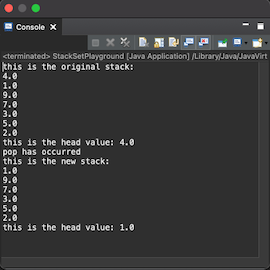 Console
<terminated> StackSetPlayground [Java Application] /Library/Java/JavaVirt
this is the original stack:
4.0
1.0
9.0
7.0
3.0
5.0
2.0
this is the head value: 4.0
pop has occurred
this is the new stack:
1.0
9.0
7.0
3.0
5.0
2.0
this is the head value: 1.0